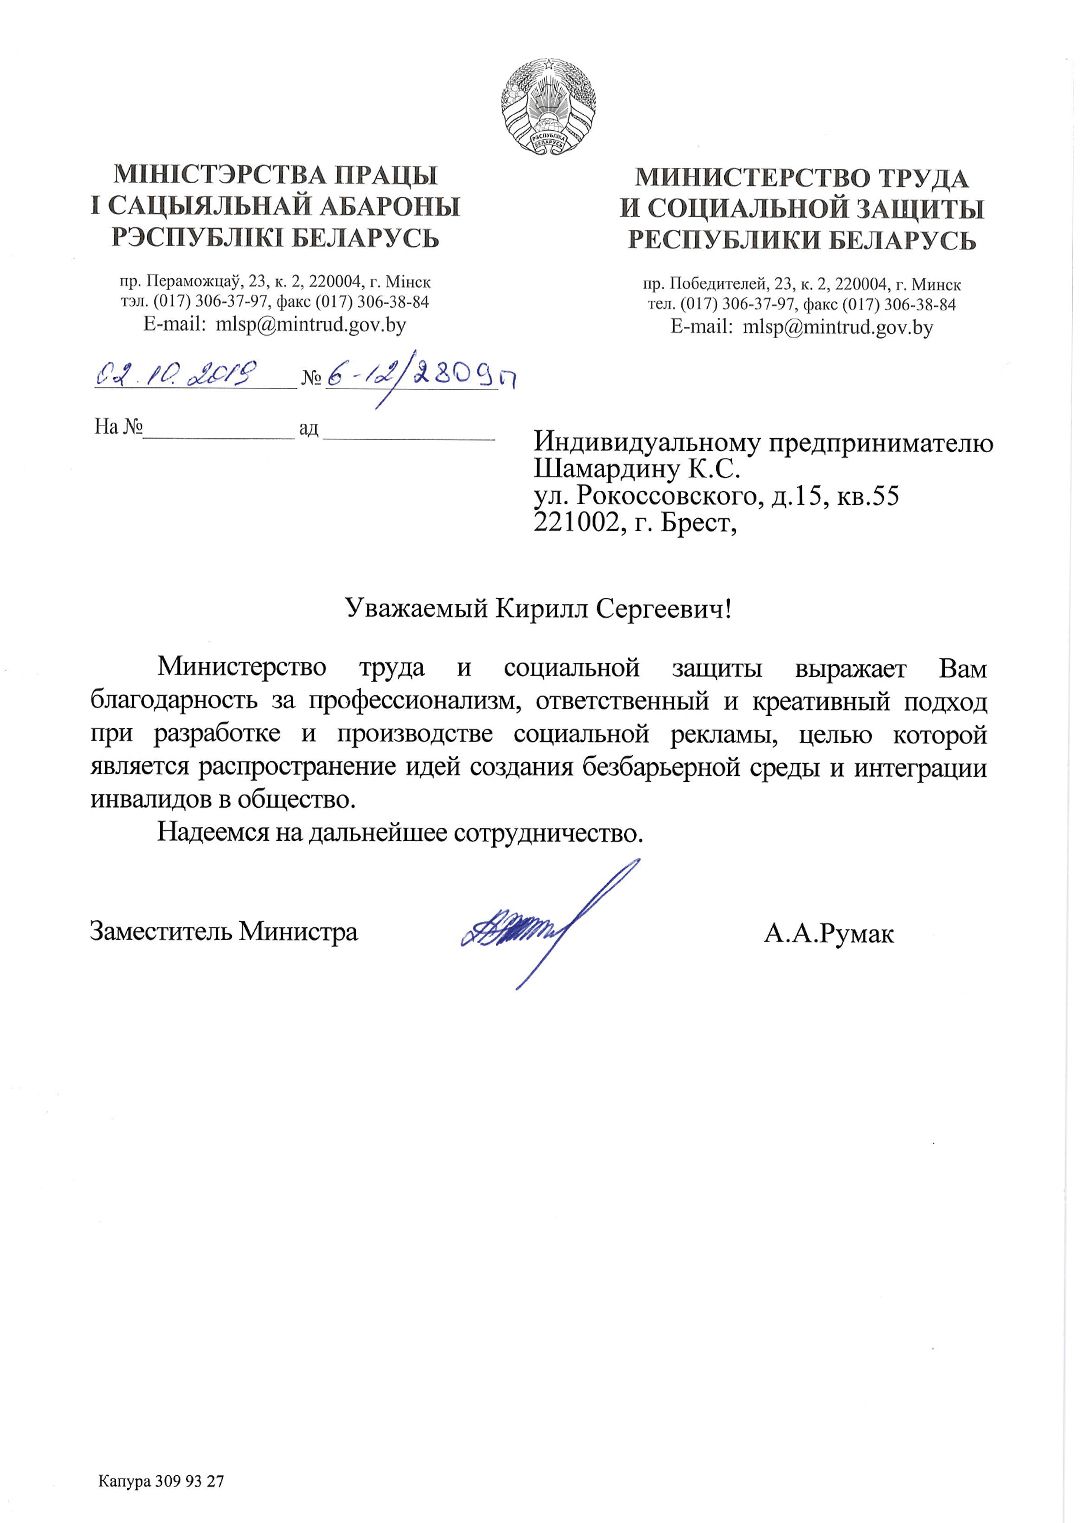 РЭСПУБЛІКА
БЕЛАРУСЬ
МІНІСТЭРСТВА ПРАЦЫ
І САЦЫЯЛЬНАЙ АБАРОНЫ
РЭСПУБЛІКІ БЕЛАРУСЬ
пр. Пераможцаў, 23, к. 2, 220004, г. Мінск
тэл. (017) 306-37-97, факс (017) 306-38-84
E-mail: mlsp@mintrud.gov.by
МИНИСТЕРСТВО ТРУДА
И СОЦИАЛЬНОЙ ЗАЩИТЫ
РЕСПУБЛИКИ БЕЛАРУСЬ
пр. Победителей, 23, к. 2, 220004, г. Минск
тел. (017) 306-37-97, факс (017) 306-38-84
E-mail: mlsp@mintrud.gov.by
02.10.2019 № 6-12/2809п
На № ад
Индивидуальному предпринимателю
Шамардину К.С.
ул. Рокоссовского, д.15, кв.55
221002, г. Брест,
Уважаемый Кирилл Сергеевич!
Министерство труда и социальной защиты выражает Вам
благодарность за профессионализм, ответственный и креативный подход
при разработке и производстве социальной рекламы, целью которой
является распространение идей создания безбарьерной среды и интеграции
инвалидов в общество.
Надеемся на дальнейшее сотрудничество.
Заместитель Министра А.А.Румак
Капура 309 93 27